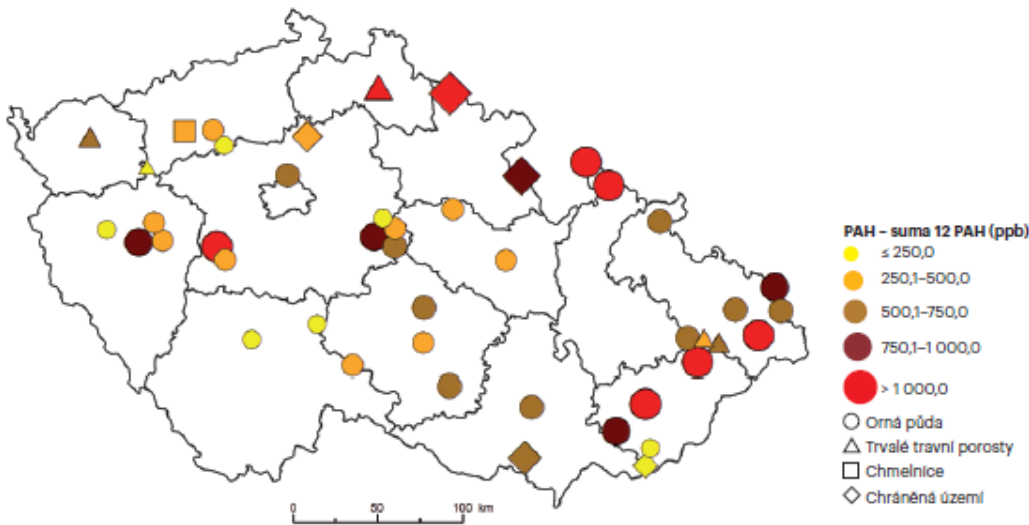 PAH – suma 12 PAH (ppb)
≤ 250,0
250,1–500,0
500,1–750,0
750,1–1 000,0
> 1 000,0
Orná půda
Trvalé travní porosty
Chmelnice
Chráněná území
0 50 100 km